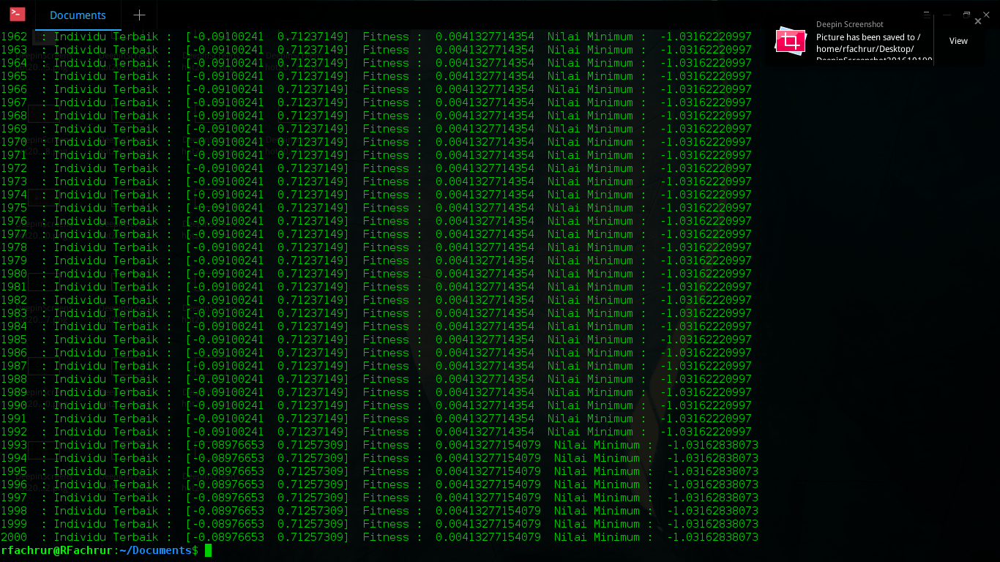 Documents
Deepin Screenshot
Picture has been saved to /
home/rfachrur/Desktop/
View
1962 : Individu Terbaik : [-0.09100241 0.71237149] Fitness : 0.0041327714354 Nilai Minimum : -1.03162220997
1963 : Individu Terbaik : [-0.09100241 0.71237149] Fitness : 0.0041327714354 Nilai Minimum : -1.03162220997
1964 : Individu Terbaik : [-0.09100241 0.71237149] Fitness : 0.0041327714354 Nilai Minimum : -1.03162220997
1965 : Individu Terbaik : [-0.09100241 0.71237149] Fitness : 0.0041327714354 Nilai Minimum : -1.03162220997
1966 : Individu Terbaik : [-0.09100241 0.71237149] Fitness : 0.0041327714354 Nilai Minimum : -1.03162220997
1967 : Individu Terbaik : [-0.09100241 0.71237149] Fitness : 0.0041327714354 Nilai Minimum : -1.03162220997
1968 : Individu Terbaik : [-0.09100241 0.71237149] Fitness : 0.0041327714354 Nilai Minimum : -1.03162220997
1969 : Individu Terbaik : [-0.09100241 0.71237149] Fitness : 0.0041327714354 Nilai Minimum : -1.03162220997
1970 : Individu Terbaik : [-0.09100241 0.71237149] Fitness : 0.0041327714354 Nilai Minimum : -1.03162220997
1971 : Individu Terbaik : [-0.09100241 0.71237149] Fitness : 0.0041327714354 Nilai Minimum : -1.03162220997
1972 : Individu Terbaik : [-0.09100241 0.71237149] Fitness : 0.0041327714354 Nilai Minimum : -1.03162220997
1973 : Individu Terbaik : [-0.09100241 0.71237149] Fitness : 0.0041327714354 Nilai Minimum : -1.03162220997
1974 : Individu Terbaik : [-0.09100241 0.71237149] Fitness : 0.0041327714354 Nilai Minimum : -1.03162220997
1975 : Individu Terbaik : [-0.09100241 0.71237149] Fitness : 0.0041327714354 Nilai Minimum : -1.03162220997
1976 : Individu Terbaik : [-0.09100241 0.71237149] Fitness : 0.0041327714354 Nilai Minimum : -1.03162220997
1977 : Individu Terbaik : [-0.09100241 0.71237149] Fitness : 0.0041327714354 Nilai Minimum : -1.03162220997
1978 : Individu Terbaik : [-0.09100241 0.71237149] Fitness : 0.0041327714354 Nilai Minimum : -1.03162220997
1979 : Individu Terbaik : [-0.09100241 0.71237149] Fitness : 0.0041327714354 Nilai Minimum : -1.03162220997
1980 : Individu Terbaik : [-0.09100241 0.71237149] Fitness : 0.0041327714354 Nilai Minimum : -1.03162220997
1981 : Individu Terbaik : [-0.09100241 0.71237149] Fitness : 0.0041327714354 Nilai Minimum : -1.03162220997
1982 : Individu Terbaik : [-0.09100241 0.71237149] Fitness : 0.0041327714354 Nilai Minimum : -1.03162220997
1983 : Individu Terbaik : [-0.09100241 0.71237149] Fitness : 0.0041327714354 Nilai Minimum : -1.03162220997
1984 : Individu Terbaik : [-0.09100241 0.71237149] Fitness : 0.0041327714354 Nilai Minimum : -1.03162220997
1985 : Individu Terbaik : [-0.09100241 0.71237149] Fitness : 0.0041327714354 Nilai Minimum : -1.03162220997
1986 : Individu Terbaik : [-0.09100241 0.71237149] Fitness : 0.0041327714354 Nilai Minimum : -1.03162220997
1987 : Individu Terbaik : [-0.09100241 0.71237149] Fitness : 0.0041327714354 Nilai Minimum : -1.03162220997
1988 : Individu Terbaik : [-0.09100241 0.71237149] Fitness : 0.0041327714354 Nilai Minimum : -1.03162220997
1989 : Individu Terbaik : [-0.09100241 0.71237149] Fitness : 0.0041327714354 Nilai Minimum : -1.03162220997
1990 : Individu Terbaik : [-0.09100241 0.71237149] Fitness : 0.0041327714354 Nilai Minimum : -1.03162220997
1991 : Individu Terbaik : [-0.09100241 0.71237149] Fitness : 0.0041327714354 Nilai Minimum : -1.03162220997
1992 : Individu Terbaik : [-0.09100241 0.71237149] Fitness : 0.0041327714354 Nilai Minimum : -1.03162220997
1993 : Individu Terbaik : [-0.08976653 0.71257309] Fitness : 0.00413277154079 Nilai Minimum : -1.03162838073
1994 : Individu Terbaik : [-0.08976653 0.71257309] Fitness : 0.00413277154079 Nilai Minimum : -1.03162838073
1995 : Individu Terbaik : [-0.08976653 0.71257309] Fitness : 0.00413277154079 Nilai Minimum : -1.03162838073
1996 : Individu Terbaik : [-0.08976653 0.71257309] Fitness : 0.00413277154079 Nilai Minimum : -1.03162838073
1997 : Individu Terbaik : [-0.08976653 0.71257309] Fitness : 0.00413277154079 Nilai Minimum : -1.03162838073
1998 : Individu Terbaik : [-0.08976653 0.71257309] Fitness : 0.00413277154079 Nilai Minimum : -1.03162838073
1999 : Individu Terbaik : [-0.08976653 0.71257309] Fitness : 0.00413277154079 Nilai Minimum : -1.03162838073
2000 : Individu Terbaik : [-0.08976653 0.71257309] Fitness : 0.00413277154079 Nilai Minimum : -1.03162838073
rfachrur@RFachrur:~/Documents$